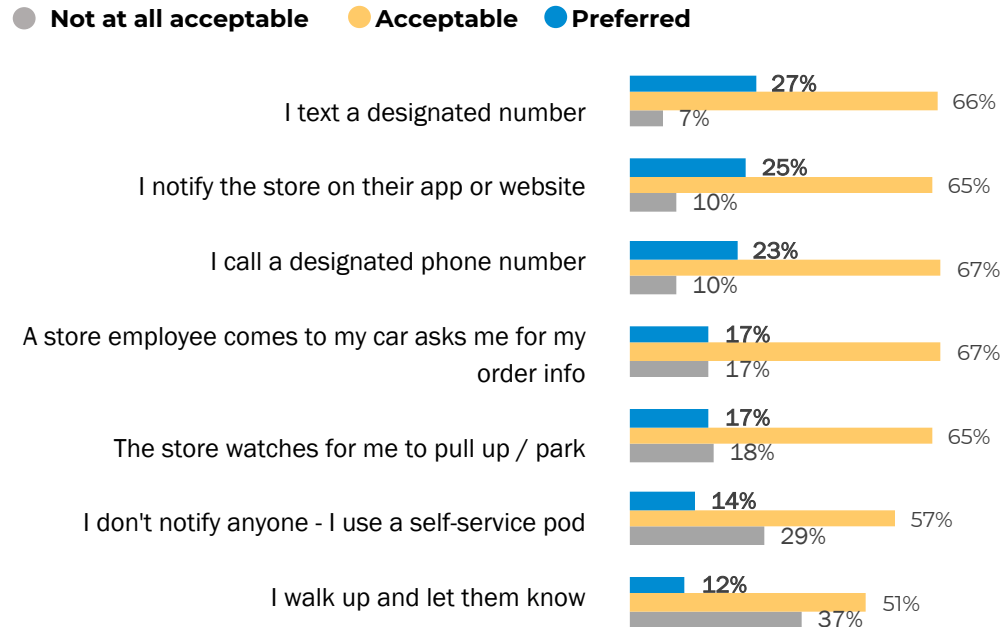 Not at all acceptable Acceptable Preferred
I text a designated number 27% 66% 7%
I notify the store on their app or website 25% 65% 10%
I call a designated phone number 23% 67% 10%
A store employee comes to my car asks me for my
order info 17% 67% 17%
The store watches for me to pull up / park 17% 65% 18%
I don't notify anyone - I use a self-service pod 14% 57% 29%
I walk up and let them know 12% 51% 37%